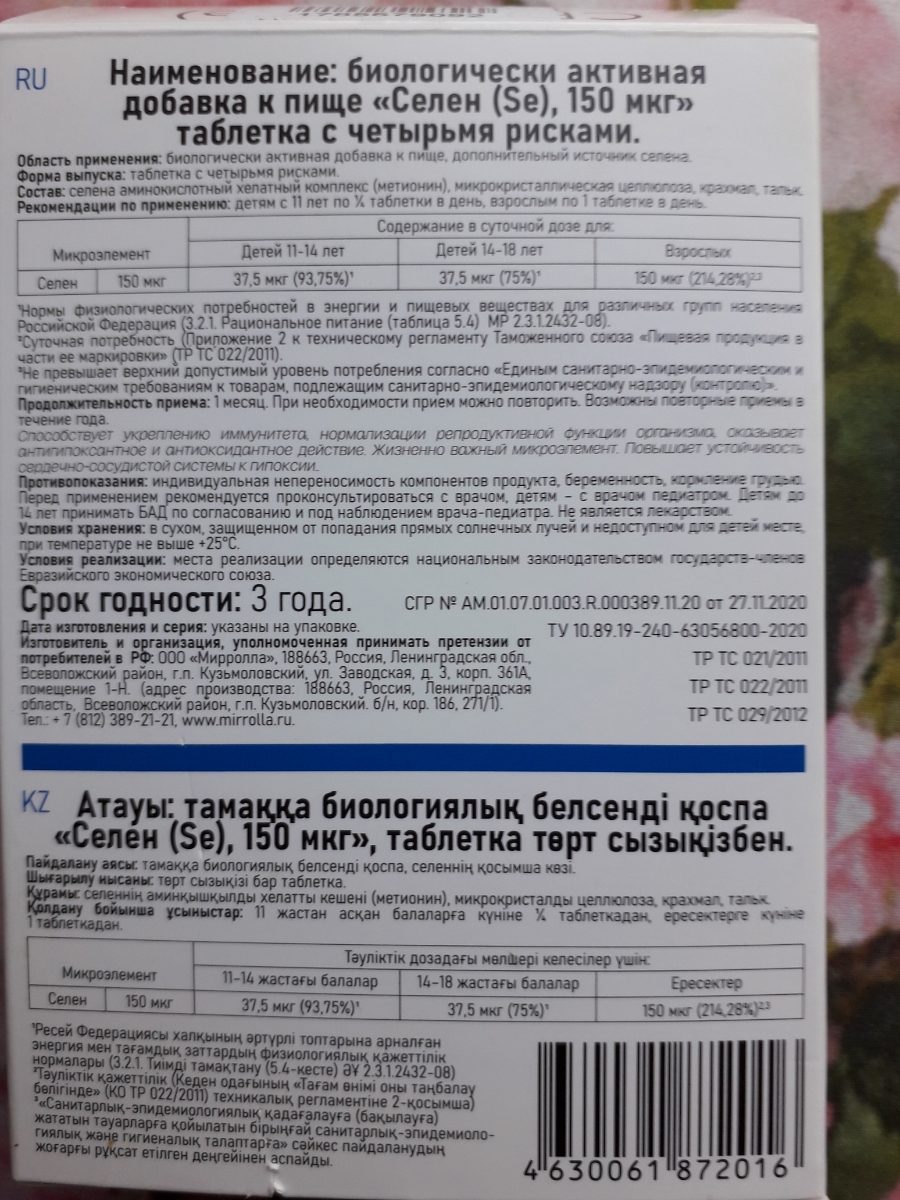 RU
Наименование: биологически активная
добавка к пище «Селен (Se), 150 мкг»
таблетка с четырьмя рисками.
Область применения: биологически активная добавка к пище, дополнительный источник селена.
Форма выпуска: таблетка с четырьмя рисками.
Состав: селена аминокислотный хелатный комплекс (метионин), микрокристаллическая целлюлоза, крахмал, тальк.
Рекомендации по применению: детям с 11 лет по ¼ таблетки в день, взрослым по 1 таблетке в день.
Микроэлемент
Содержание в суточной дозе для:
Детей 11-14 лет
Детей 14-18 лет
Взрослых
Селен
150 мкг
37,5 мкг (93,75%)¹
37,5 мкг (75%)¹
150 мкг (214,28%)²·³
¹Нормы физиологических потребностей в энергии и пищевых веществах для различных групп населения
Российской Федерация (3.2.1. Рациональное питание (таблица 5.4) МР 2.3.1.2432-08).
²Суточная потребность (Приложение 2 к техническому регламенту Таможенного союза «Пищевая продукция в
части ее маркировки» (ТР ТС 022/2011).
³Не превышает верхний допустимый уровень потребления согласно «Единым санитарно-эпидемиологическим и
гигиеническим требованиям к товарам, подлежащим санитарно-эпидемиологическому надзору (контролю)».
Продолжительность приема: 1 месяц. При необходимости прием можно повторить. Возможны повторные приемы в
течение года.
Способствует укреплению иммунитета, нормализации репродуктивной функции организма, оказывает
антигипоксантное и антиоксидантное действие. Жизненно важный микроэлемент. Повышает устойчивость
сердечно-сосудистой системы к гипоксии.
Противопоказания: индивидуальная непереносимость компонентов продукта, беременность, кормление грудью.
Перед применением рекомендуется проконсультироваться с врачом, детям – с врачом педиатром. Детям до
14 лет принимать БАД по согласованию и под наблюдением врача-педиатра. Не является лекарством.
Условия хранения: в сухом, защищенном от попадания прямых солнечных лучей и недоступном для детей месте,
при температуре не выше +25°С.
Условия реализации: места реализации определяются национальным законодательством государств-членов
Евразийского экономического союза.
Срок годности: 3 года.
СГР № AM.01.07.01.003.R.000389.11.20 от 27.11.2020
Дата изготовления и серия: указаны на упаковке.
ТУ 10.89.19-240-63056800-2020
Изготовитель и организация, уполномоченная принимать претензии от
потребителей в РФ: ООО «Мирролла», 188663, Россия, Ленинградская обл.,
ТР ТС 021/2011
Всеволожский район, г.п. Кузьмоловский, ул. Заводская, д. 3, корп. 361А,
помещение 1-Н. (адрес производства: 188663, Россия, Ленинградская
ТР ТС 022/2011
область, Всеволожский район, г.п. Кузьмоловский. б/н, кор. 186, 271/1).
Тел.: + 7 (812) 389-21-21, www.mirrolla.ru.
ТР ТС 029/2012
KZ
Атауы: тамаққа биологиялық белсенді қоспа
«Селен (Se), 150 мкг», таблетка төрт сызықізбен.
Пайдалану аясы: тамаққа биологиялық белсенді қоспа, селеннің қосымша көзі.
Шығарылу нысаны: төрт сызықізі бар таблетка.
Құрамы: селеннің аминқышқылды хелатты кешені (метионин), микрокристалды целлюлоза, крахмал, тальк.
Қолдану бойынша ұсыныстар: 11 жастан асқан балаларға күніне ¼ таблеткадан, ересектерге күніне
1 таблеткадан.
Микроэлемент
Тәуліктік дозадағы мөлшері келесілер үшін:
11–14 жастағы балалар
14–18 жастағы балалар
Ересектер
Селен
150 мкг
37,5 мкг (93,75%)¹
37,5 мкг (75%)¹
150 мкг (214,28%)²·³
¹Ресей Федерациясы халқының әртүрлі топтарына арналған
энергия мен тағамдық заттардың физиологиялық қажеттілік
нормалары (3.2.1. Тиімді тамақтану (5.4-кесте) ӘҰ 2.3.1.2432-08)
²Тәуліктік қажеттілік (Кеден одағының «Тағам өнімі оны таңбалау
бөлігінде» (КО ТР 022/2011) техникалық регламентіне 2-қосымша)
³«Санитарлық-эпидемиологиялық қадағалауға (бақылауға)
жататын тауарларға қойылатын бірыңғай санитарлық-эпидемиоло-
гиялық және гигиеналық талаптарға» сәйкес пайдаланудың
жоғарғы рұқсат етілген деңгейінен аспайды.
4 630061 872016